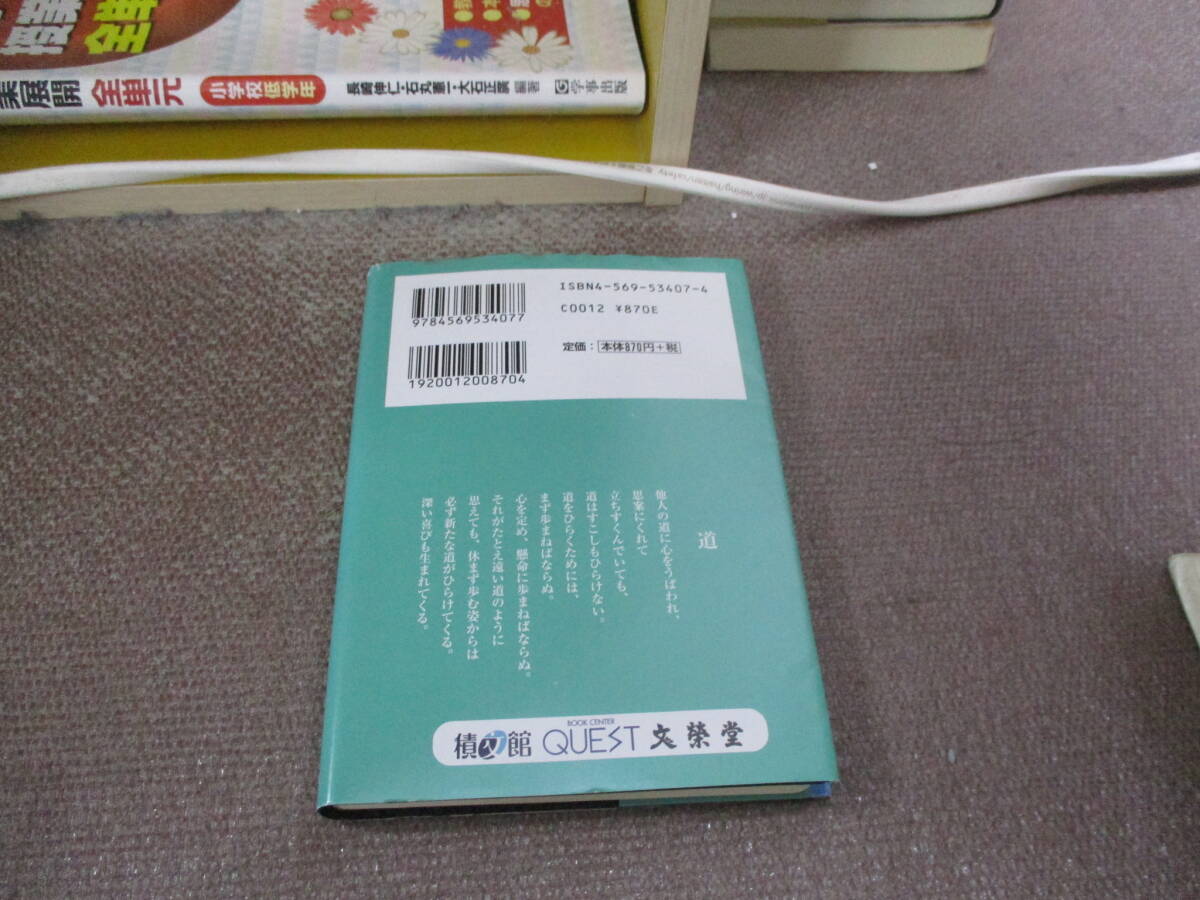 全単
業展開 全単元 小学校低学年 長崎伸仁・石丸憲一・大石正廣 編著 学事出版
ISBN4-569-53407-4
C0012 ¥870E
9784569534077
定価:本体870円+税
1920012008704
道
他人の道に心をうばわれ、
思案にくれて
立ちすくんでいても、
道はすこしもひらけない。
道をひらくためには、
まず歩まねばならぬ。
心を定め、懸命に歩まねばならぬ。
それがたとえ遠い道のように
思えても、休まず歩む姿からは
必ず新たな道がひらけてくる。
深い喜びも生まれてくる。
積文館 BOOK CENTER QUEST 文榮堂